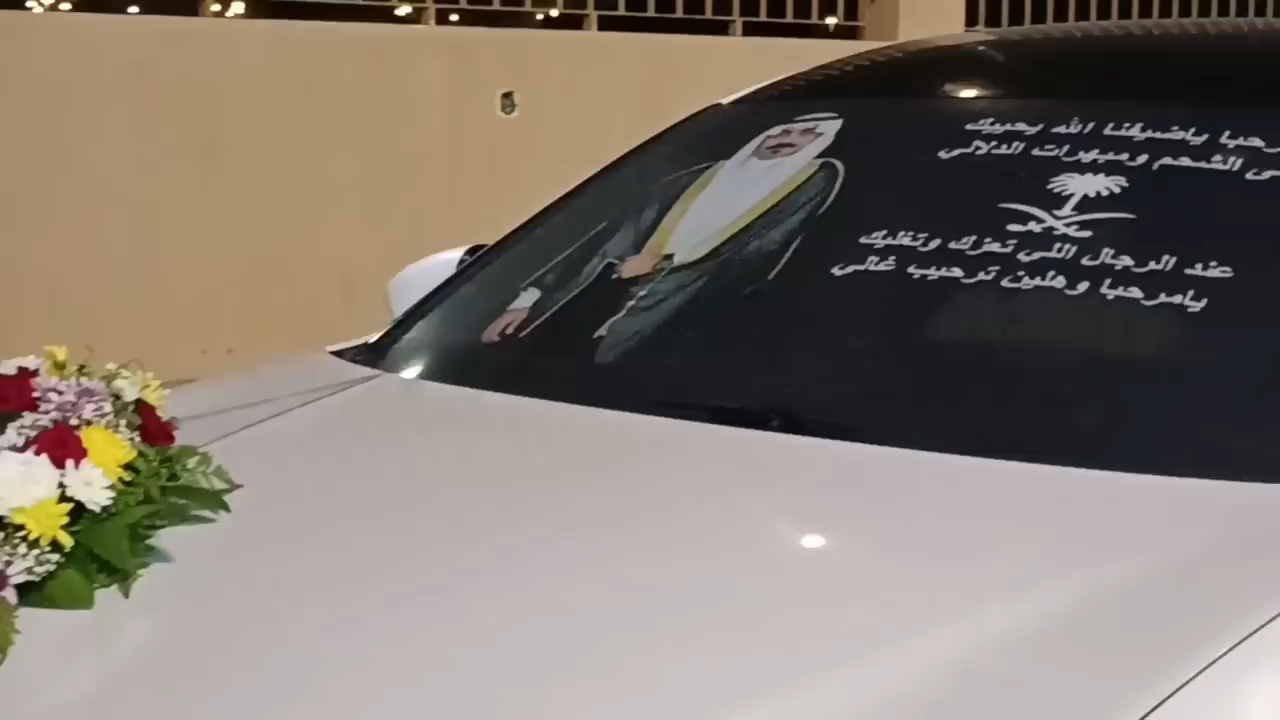 مرحبا ياضيفنا الله يحييك
الشحم ومبهرات الدلالي
عند الرجال اللي تعزك وتغليك
يامرحبا وهلين ترحيب غالي